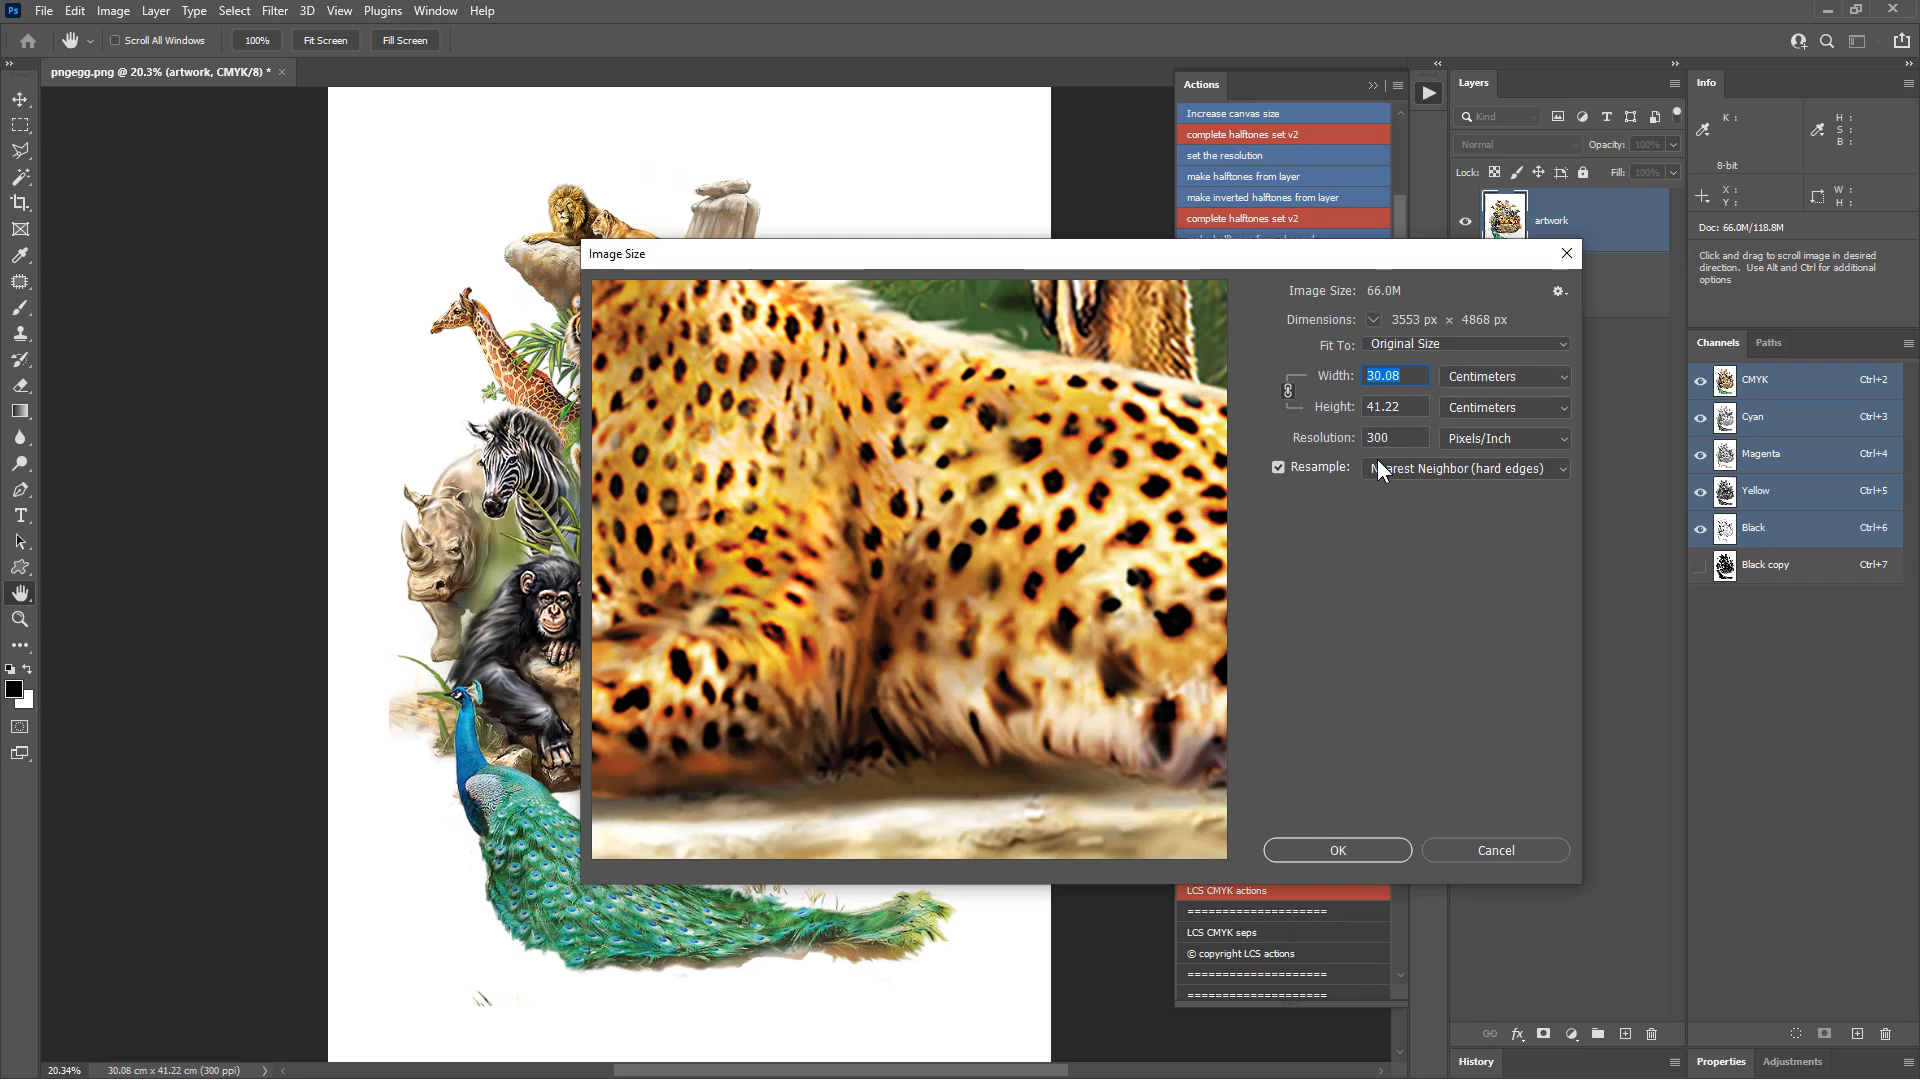 Ps File Edit Image Layer Type Select Filter 3D View Plugins Window Help
Scroll All Windows 100% Fit Screen Fill Screen
pngegg.png @ 20.3% (artwork, CMYK/8) *
Actions
Increase canvas size
complete halftones set v2
set the resolution
make halftones from layer
make inverted halftones from layer
complete halftones set v2
Image Size
Image Size: 66.0M
Dimensions: 3553 px × 4868 px
Fit To: Original Size
Width: 30.08 Centimeters
Height: 41.22 Centimeters
Resolution: 300 Pixels/Inch
Resample: Nearest Neighbor (hard edges)
OK Cancel
LCS CMYK actions
=====================
LCS CMYK seps
© copyright LCS actions
=====================
=====================
Layers
Kind
Normal Opacity: 100%
Lock: Fill: 100%
artwork
History
Info
K :
H :
S :
B :
8-bit
X :
Y :
W :
H :
Doc: 66.0M/118.8M
Click and drag to scroll image in desired
direction. Use Alt and Ctrl for additional
options
Channels Paths
CMYK Ctrl+2
Cyan Ctrl+3
Magenta Ctrl+4
Yellow Ctrl+5
Black Ctrl+6
Black copy Ctrl+7
Properties Adjustments
20.34% 30.08 cm x 41.22 cm (300 ppi)